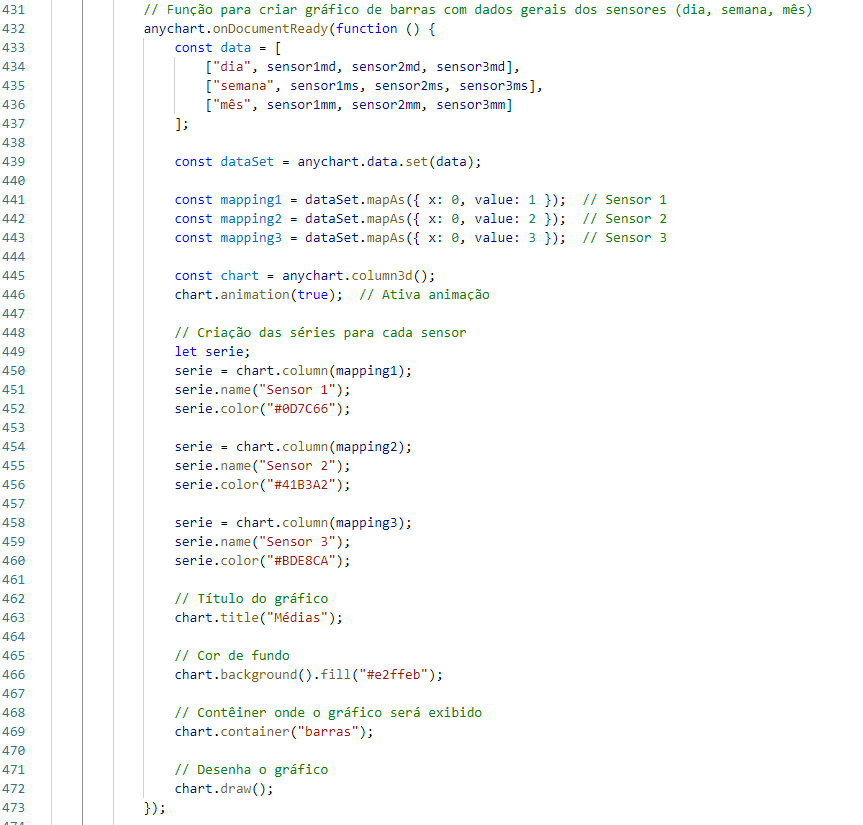 431 // Função para criar gráfico de barras com dados gerais dos sensores (dia, semana, mês)
432 anychart.onDocumentReady(function () {
433 const data = [
434 ["dia", sensor1md, sensor2md, sensor3md],
435 ["semana", sensor1ms, sensor2ms, sensor3ms],
436 ["mês", sensor1mm, sensor2mm, sensor3mm]
437 ];
438
439 const dataSet = anychart.data.set(data);
440
441 const mapping1 = dataSet.mapAs({ x: 0, value: 1 }); // Sensor 1
442 const mapping2 = dataSet.mapAs({ x: 0, value: 2 }); // Sensor 2
443 const mapping3 = dataSet.mapAs({ x: 0, value: 3 }); // Sensor 3
444
445 const chart = anychart.column3d();
446 chart.animation(true); // Ativa animação
447
448 // Criação das séries para cada sensor
449 let serie;
450 serie = chart.column(mapping1);
451 serie.name("Sensor 1");
452 serie.color("#0D7C66");
453
454 serie = chart.column(mapping2);
455 serie.name("Sensor 2");
456 serie.color("#41B3A2");
457
458 serie = chart.column(mapping3);
459 serie.name("Sensor 3");
460 serie.color("#BDE8CA");
461
462 // Título do gráfico
463 chart.title("Médias");
464
465 // Cor de fundo
466 chart.background().fill("#e2ffeb");
467
468 // Contêiner onde o gráfico será exibido
469 chart.container("barras");
470
471 // Desenha o gráfico
472 chart.draw();
473 });